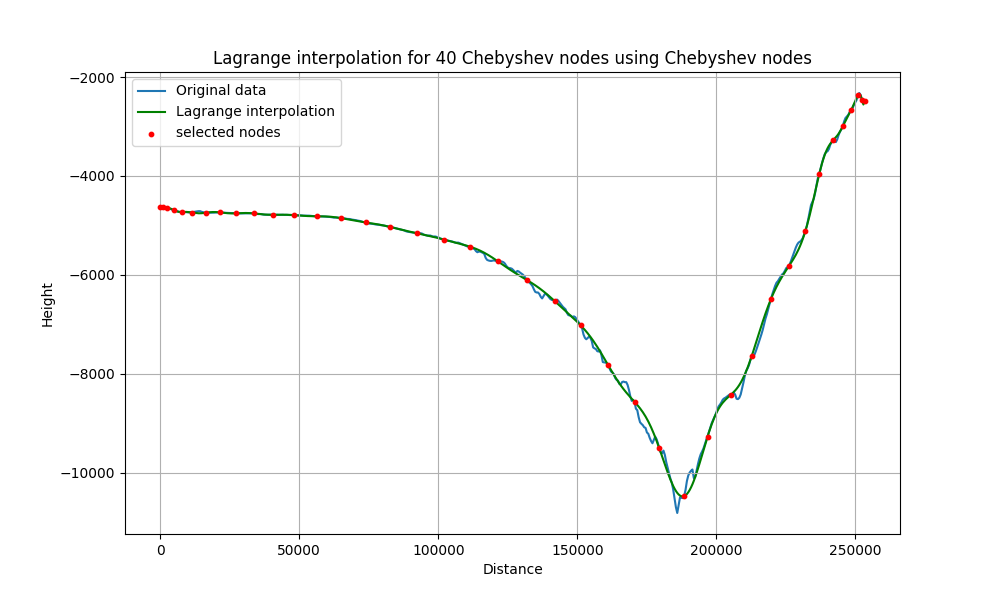 Lagrange interpolation for 40 Chebyshev nodes using Chebyshev nodes
Original data
Lagrange interpolation
selected nodes
Height
−2000
−4000
−6000
−8000
−10000
0
50000
100000
150000
200000
250000
Distance